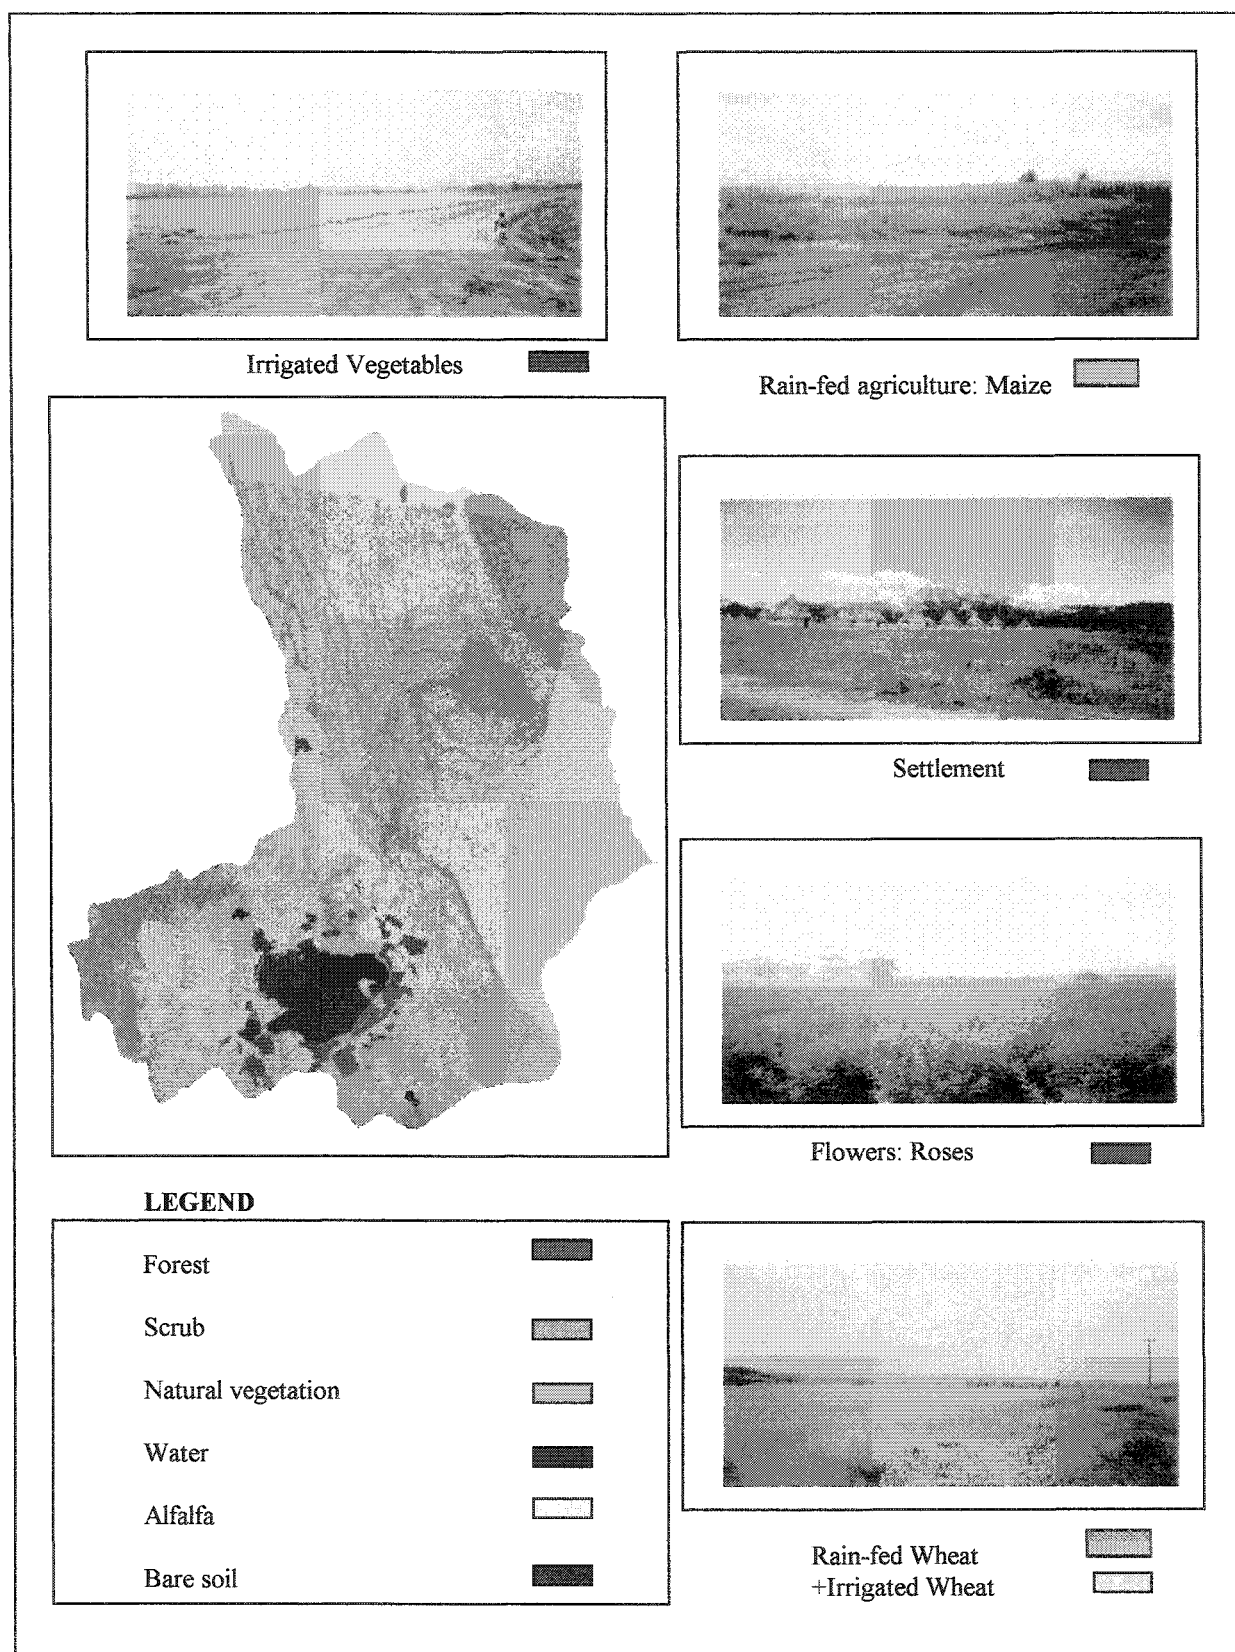 Irrigated Vegetables
Rain-fed agriculture: Maize
Settlement
Flowers: Roses
LEGEND
Forest
Scrub
Natural vegetation
Water
Alfalfa
Bare soil
Rain-fed Wheat
+Irrigated Wheat